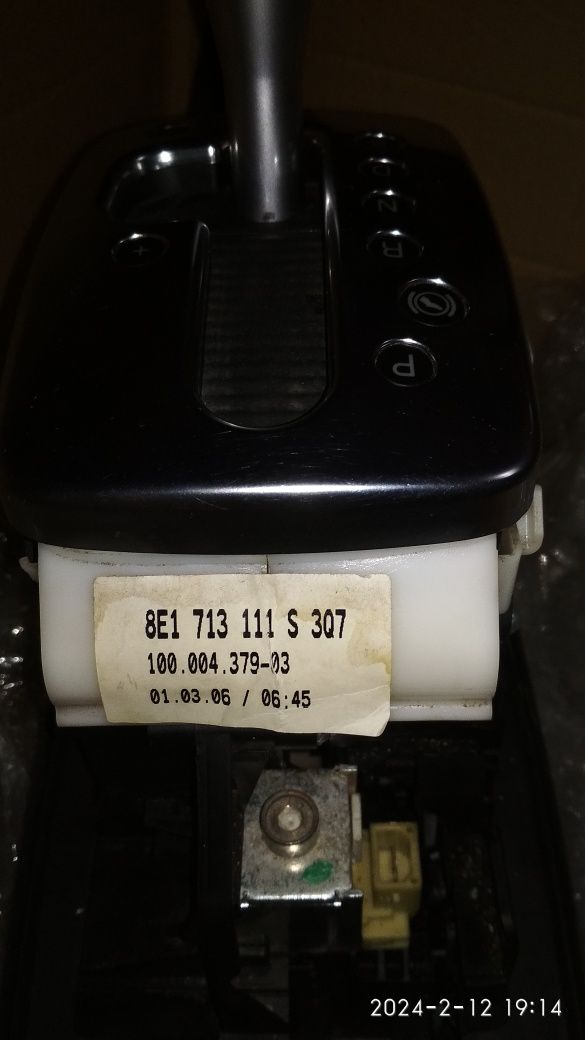 D
N
R
+
P
8E1 713 111 S 3Q7
100.004.379-03
01.03.06 / 06:45
2024-2-12 19:14